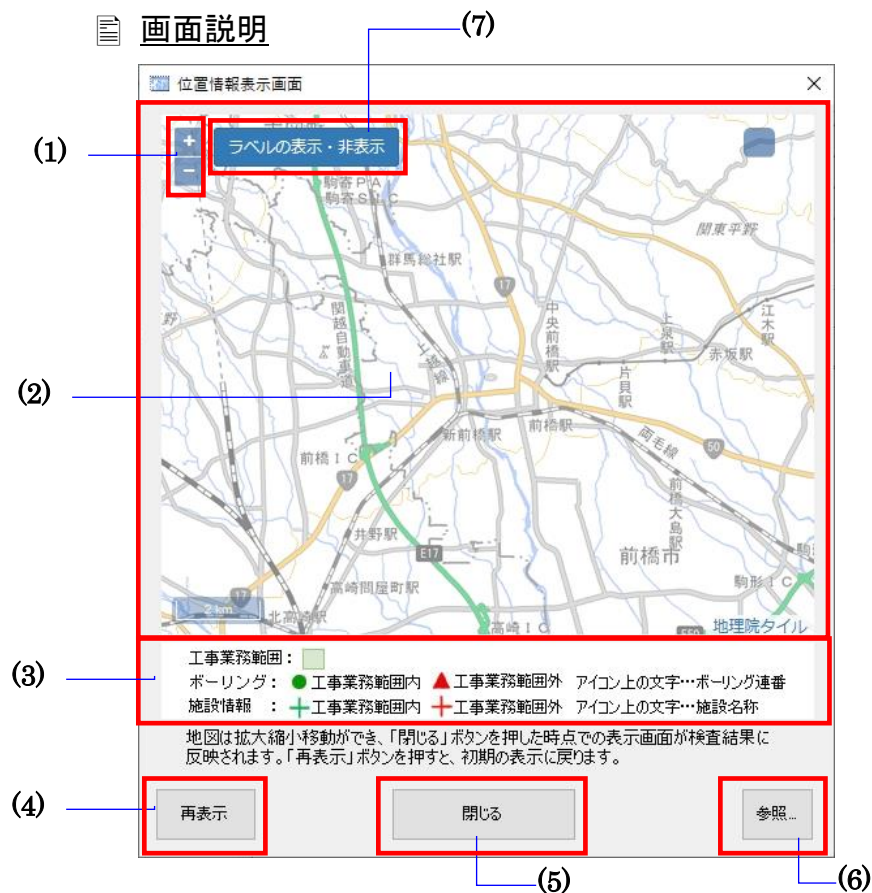 画面説明
(7)
位置情報表示画面
(1)
+
−
ラベルの表示・非表示
駒寄PA
関東平野
群馬総社駅
17
関越自動車道
上越線
中央前橋駅
上泉駅
江木駅
赤坂駅
片貝駅
(2)
新前橋駅
前橋駅
両毛線
50
前橋IC
17
前橋大島駅
井野駅
E17
前橋市
駒形IC
高崎問屋町駅
17
2 km
北高崎駅
高崎IC
地理院タイル
(3)
工事業務範囲:
ボーリング: 工事業務範囲内 工事業務範囲外 アイコン上の文字…ボーリング連番
施設情報 : 工事業務範囲内 工事業務範囲外 アイコン上の文字…施設名称
地図は拡大縮小移動ができ、「閉じる」ボタンを押した時点での表示画面が検査結果に
反映されます。「再表示」ボタンを押すと、初期の表示に戻ります。
(4)
再表示
閉じる
参照...
(5)
(6)